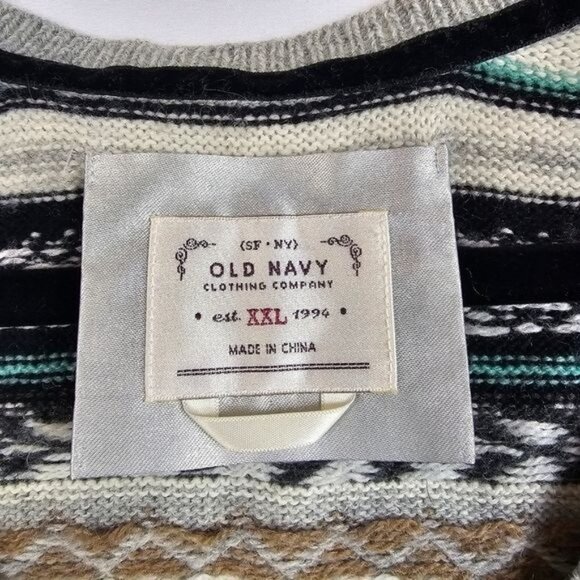 {SF • NY}
OLD NAVY
CLOTHING COMPANY
• est. XXL 1994 •
MADE IN CHINA